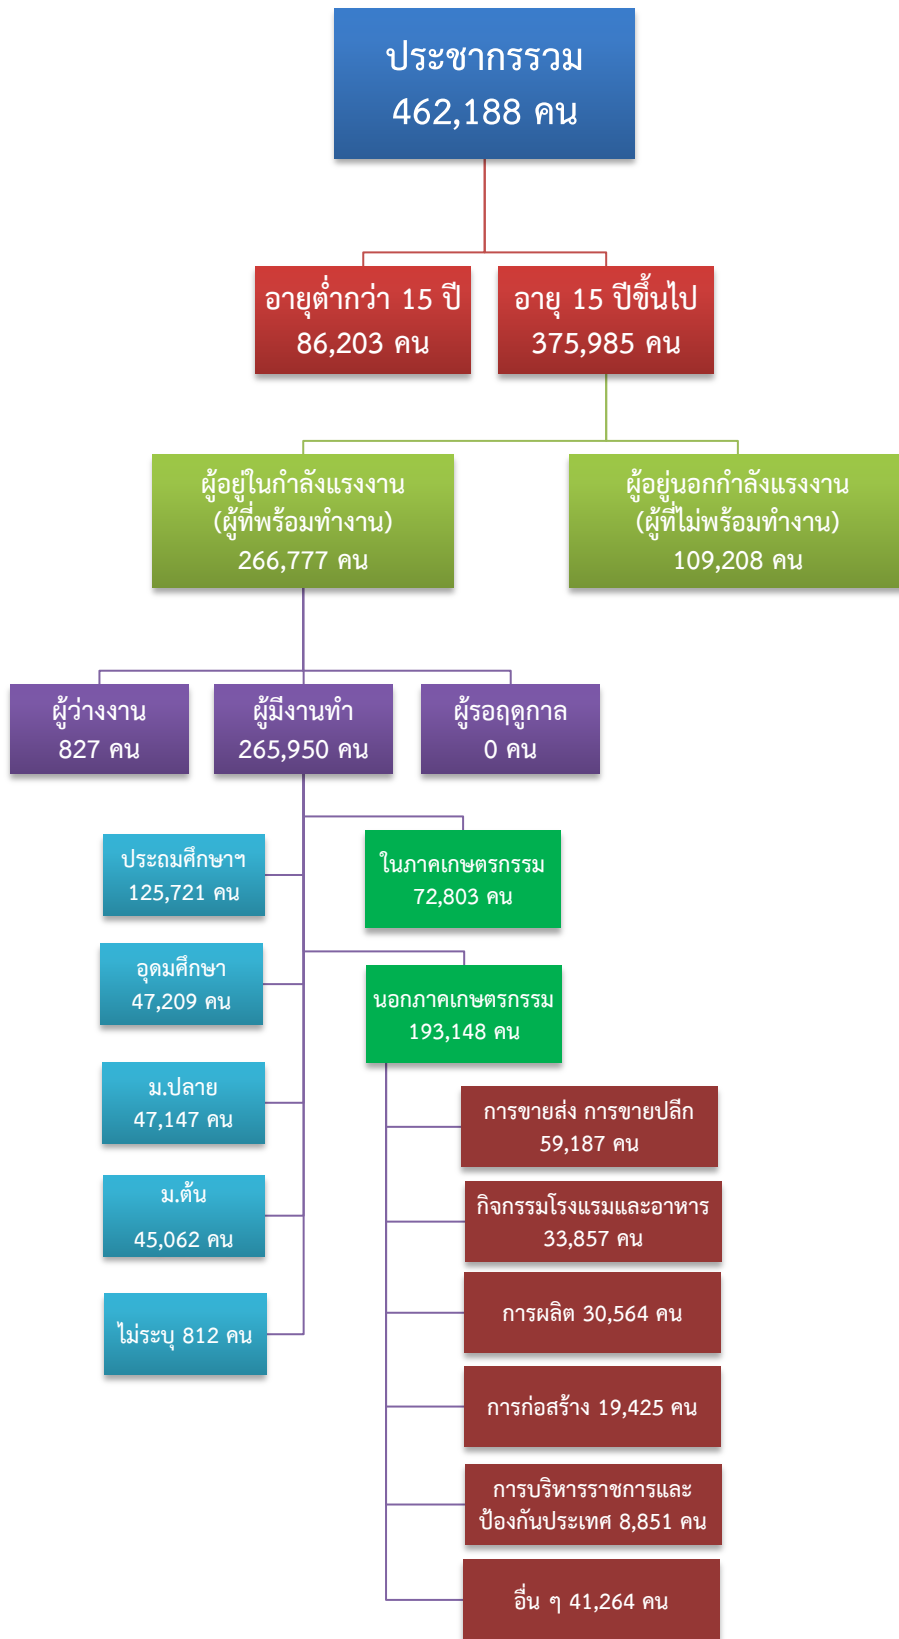 ประชากรรวม
462,188 คน
อายุต่ำกว่า 15 ปี
86,203 คน
อายุ 15 ปีขึ้นไป
375,985 คน
ผู้อยู่ในกำลังแรงงาน
(ผู้ที่พร้อมทำงาน)
266,777 คน
ผู้อยู่นอกกำลังแรงงาน
(ผู้ที่ไม่พร้อมทำงาน)
109,208 คน
ผู้ว่างงาน
827 คน
ผู้มีงานทำ
265,950 คน
ผู้รอฤดูกาล
0 คน
ประถมศึกษาฯ
125,721 คน
อุดมศึกษา
47,209 คน
ม.ปลาย
47,147 คน
ม.ต้น
45,062 คน
ไม่ระบุ 812 คน
ในภาคเกษตรกรรม
72,803 คน
นอกภาคเกษตรกรรม
193,148 คน
การขายส่ง การขายปลีก
59,187 คน
กิจกรรมโรงแรมและอาหาร
33,857 คน
การผลิต 30,564 คน
การก่อสร้าง 19,425 คน
การบริหารราชการและ
ป้องกันประเทศ 8,851 คน
อื่น ๆ 41,264 คน